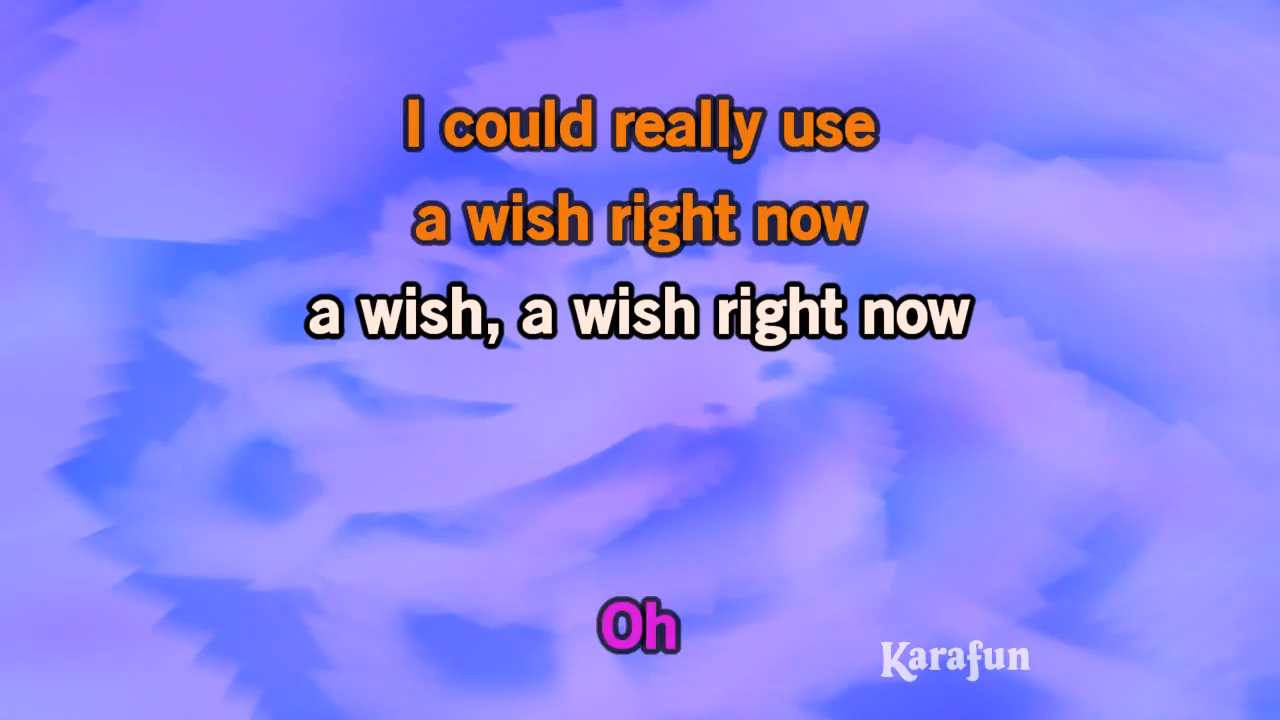 I could really use
a wish right now
a wish, a wish right now
Oh
Karafun